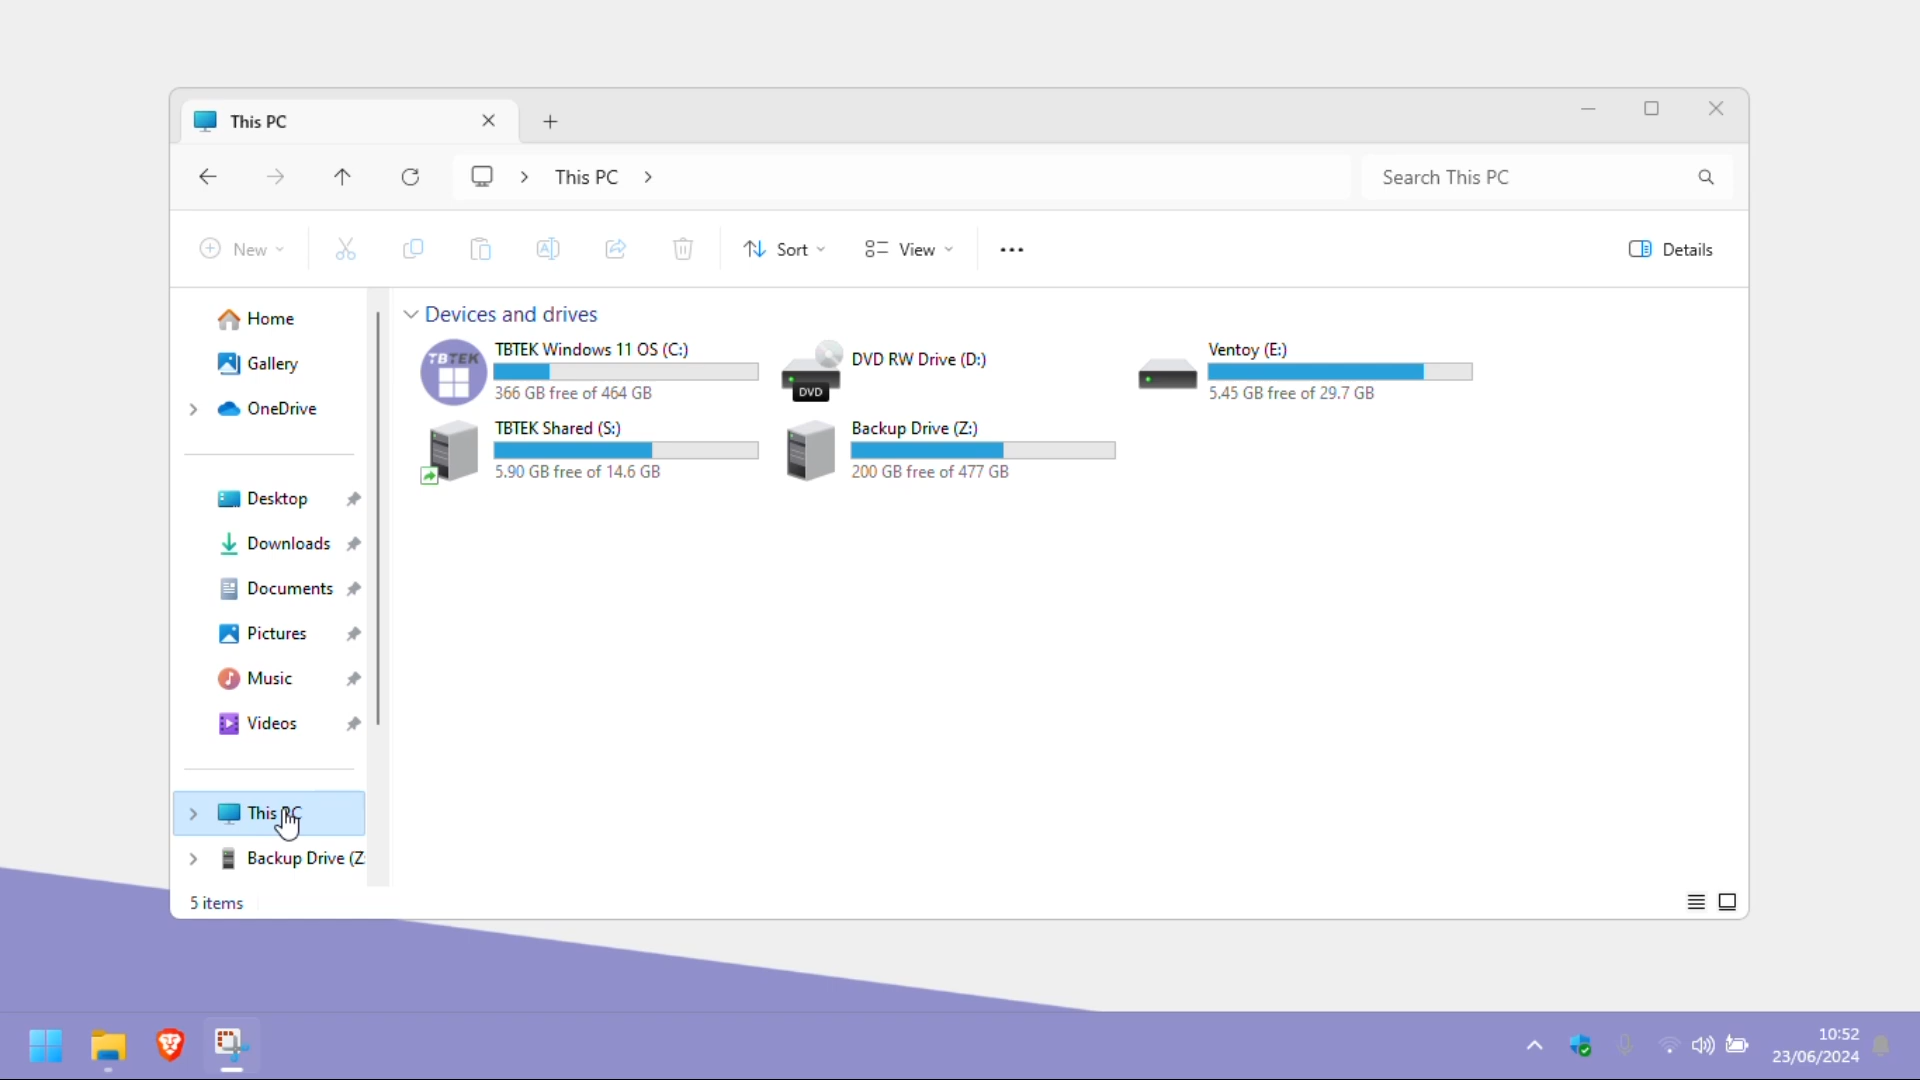 This PC
This PC
Search This PC
New
Sort
View
Details
Home
Gallery
OneDrive
Desktop
Downloads
Documents
Pictures
Music
Videos
This PC
Backup Drive (Z:
Devices and drives
TBTEK
TBTEK Windows 11 OS (C:)
366 GB free of 464 GB
DVD
DVD RW Drive (D:)
Ventoy (E:)
5.45 GB free of 29.7 GB
TBTEK Shared (S:)
5.90 GB free of 14.6 GB
Backup Drive (Z:)
200 GB free of 477 GB
5 items
10:52
23/06/2024